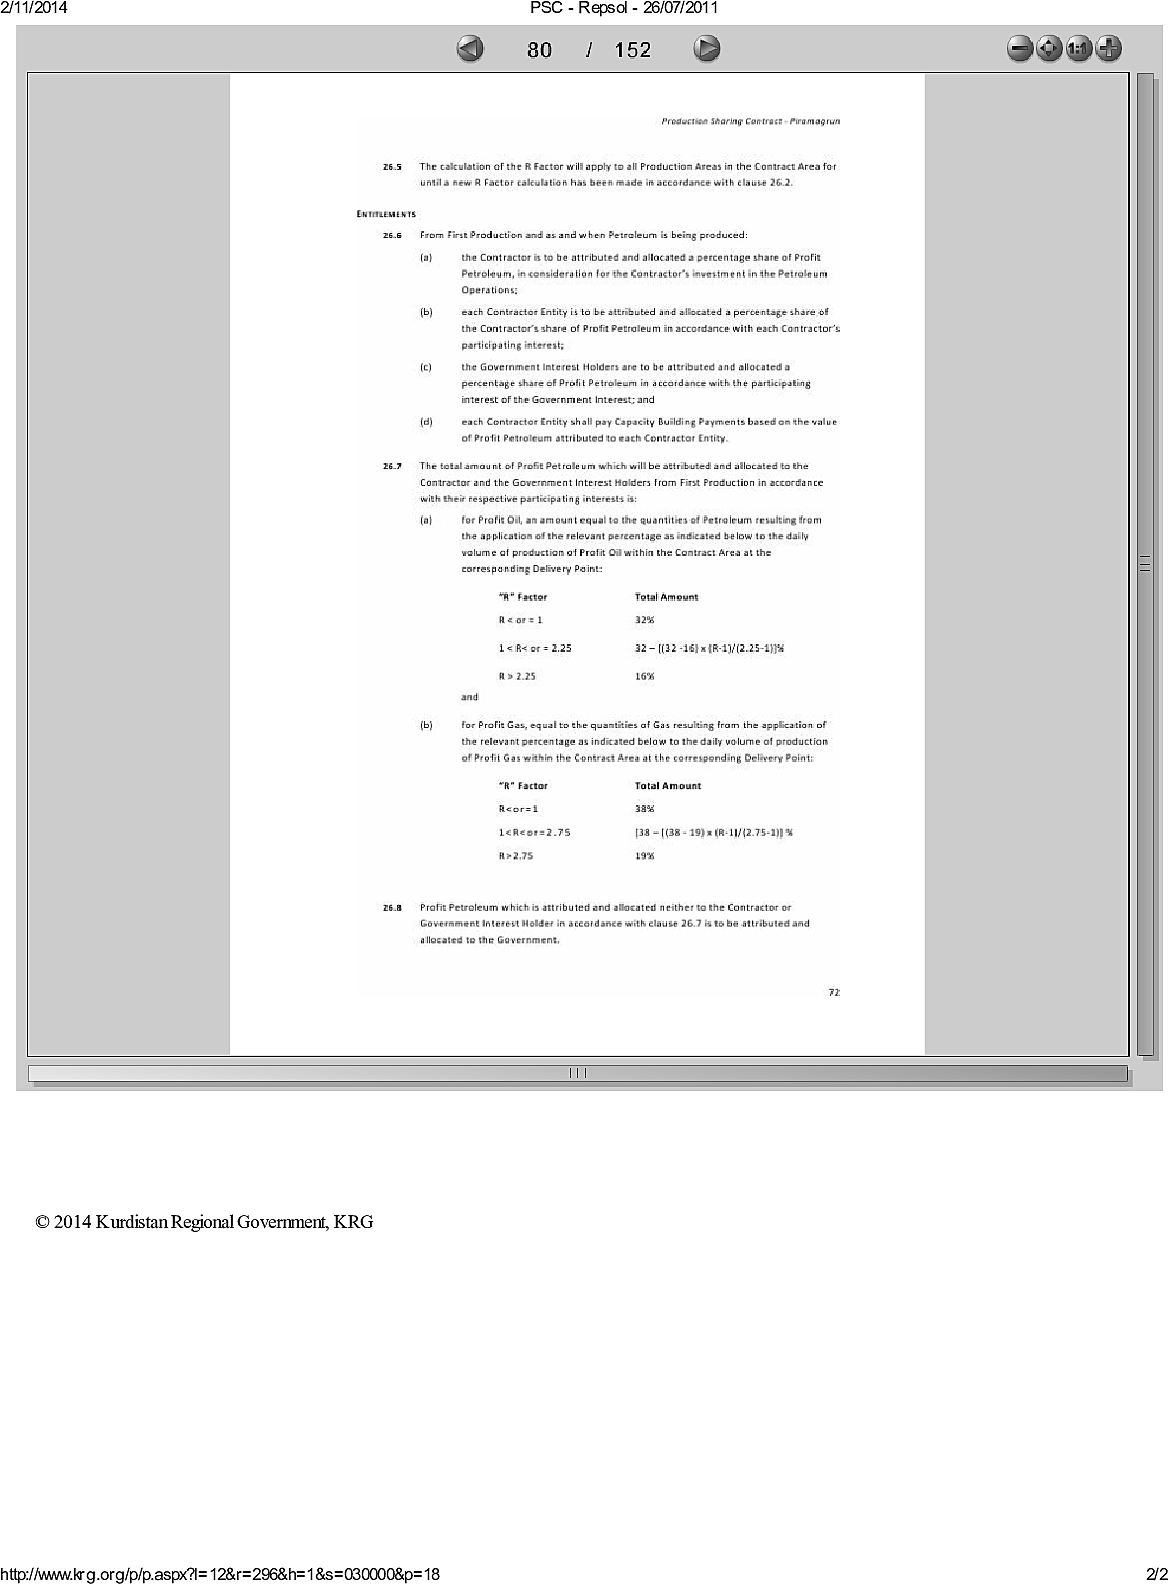 2/11/2014 PSC - Repsol - 26/07/2011
80 / 152
1:1
Production Sharing Contract - Piramagrun
26.5 The calculation of the R Factor will apply to all Production Areas in the Contract Area for
until a new R Factor calculation has been made in accordance with clause 26.2.
ENTITLEMENTS
26.6 From First Production and as and when Petroleum is being produced:
(a) the Contractor is to be attributed and allocated a percentage share of Profit
Petroleum, in consideration for the Contractor's investment in the Petroleum
Operations;
(b) each Contractor Entity is to be attributed and allocated a percentage share of
the Contractor's share of Profit Petroleum in accordance with each Contractor's
participating interest;
(c) the Government Interest Holders are to be attributed and allocated a
percentage share of Profit Petroleum in accordance with the participating
interest of the Government Interest; and
(d) each Contractor Entity shall pay Capacity Building Payments based on the value
of Profit Petroleum attributed to each Contractor Entity.
26.7 The total amount of Profit Petroleum which will be attributed and allocated to the
Contractor and the Government Interest Holders from First Production in accordance
with their respective participating interests is:
(a) for Profit Oil, an amount equal to the quantities of Petroleum resulting from
the application of the relevant percentage as indicated below to the daily
volume of production of Profit Oil within the Contract Area at the
corresponding Delivery Point:
"R" Factor Total Amount
R < or = 1 32%
1 < R< or = 2.25 32 – [(32 -16) x (R-1)/(2.25-1)]%
R > 2.25 16%
and
(b) for Profit Gas, equal to the quantities of Gas resulting from the application of
the relevant percentage as indicated below to the daily volume of production
of Profit Gas within the Contract Area at the corresponding Delivery Point:
"R" Factor Total Amount
R<or=1 38%
1<R<or=2.75 [38 – [(38 - 19) x (R-1)/(2.75-1)] %
R>2.75 19%
26.8 Profit Petroleum which is attributed and allocated neither to the Contractor or
Government Interest Holder in accordance with clause 26.7 is to be attributed and
allocated to the Government.
72
© 2014 Kurdistan Regional Government, KRG
http://www.krg.org/p/p.aspx?l=12&r=296&h=1&s=030000&p=18 2/2